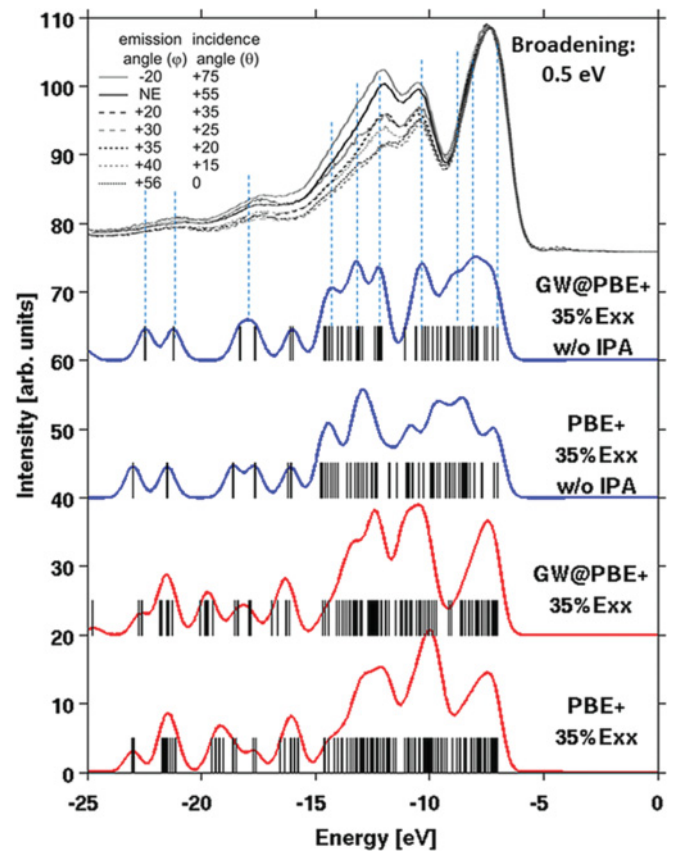 110
100
90
80
70
60
50
40
30
20
10
0
Intensity [arb. units]
emission incidence
angle (φ) angle (θ)
-20 +75
NE +55
+20 +35
+30 +25
+35 +20
+40 +15
+56 0
Broadening:
0.5 eV
GW@PBE+
35%Exx
w/o IPA
PBE+
35%Exx
w/o IPA
GW@PBE+
35%Exx
PBE+
35%Exx
-25 -20 -15 -10 -5 0
Energy [eV]